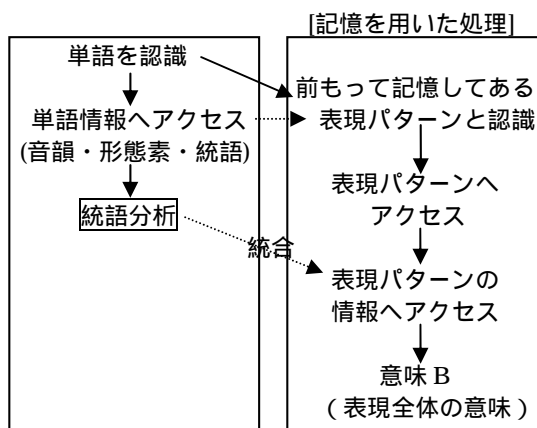 [記憶を用いた処理]
単語を認識
単語情報へアクセス
(音韻・形態素・統語)
統語分析
統合
前もって記憶してある
表現パターンと認識
表現パターンへ
アクセス
表現パターンの
情報へアクセス
意味 B
(表現全体の意味)